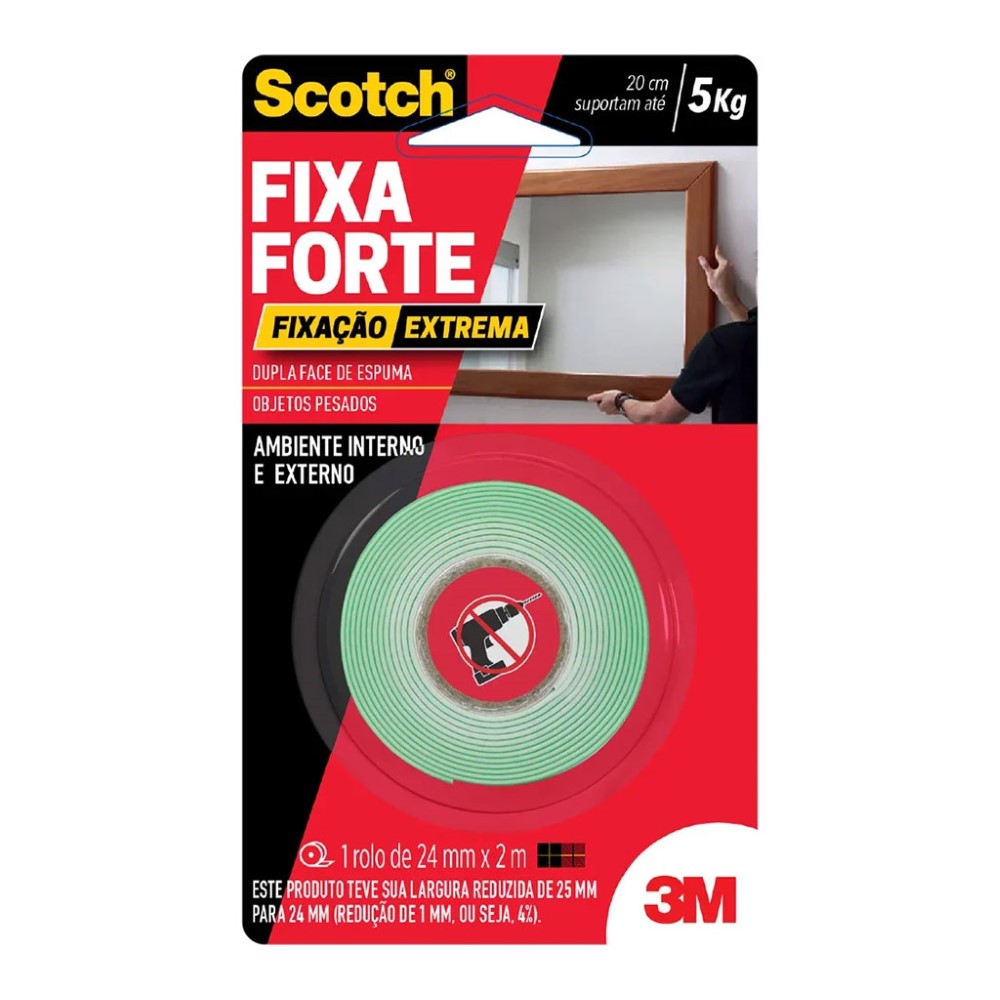 Scotch®
20 cm
suportam até
5Kg
FIXA
FORTE
FIXAÇÃO EXTREMA
DUPLA FACE DE ESPUMA
OBJETOS PESADOS
AMBIENTE INTERNO
E EXTERNO
1 rolo de 24 mm x 2 m
ESTE PRODUTO TEVE SUA LARGURA REDUZIDA DE 25 MM
PARA 24 MM (REDUÇÃO DE 1 MM, OU SEJA, 4%).
3M